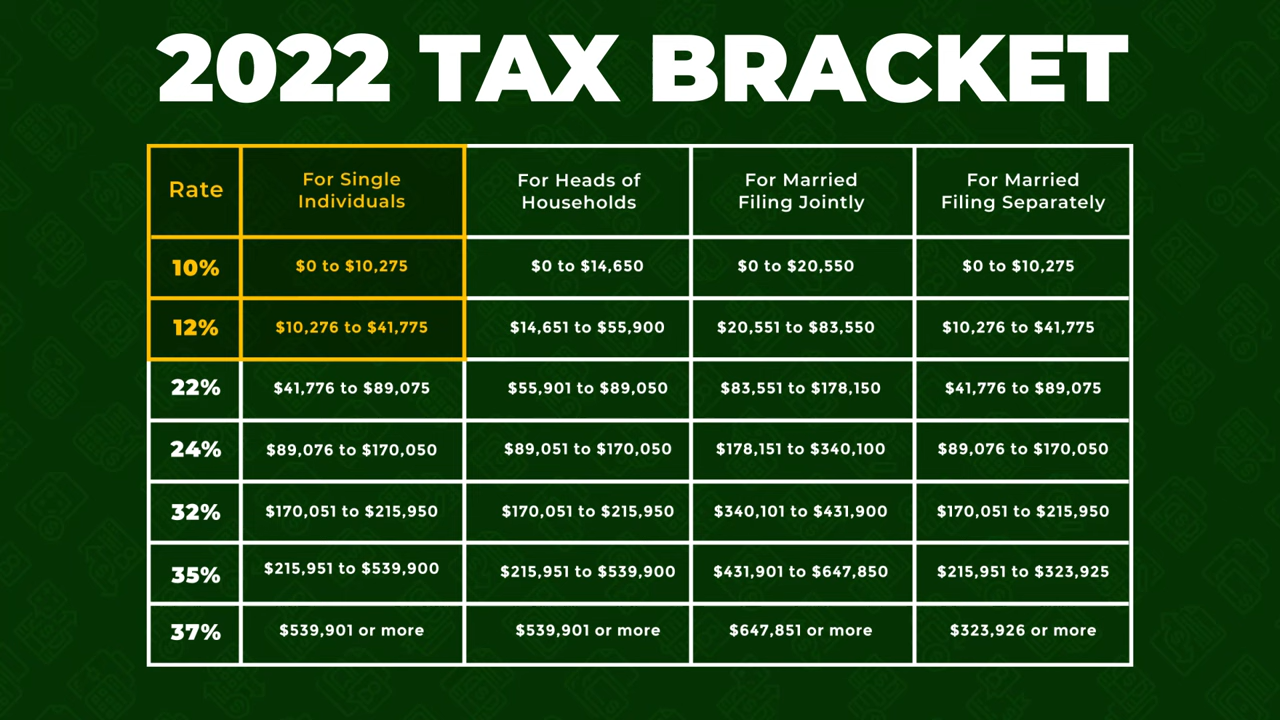 2022 TAX BRACKET
Rate
For Single
Individuals
For Heads of
Households
For Married
Filing Jointly
For Married
Filing Separately
10% $0 to $10,275 $0 to $14,650 $0 to $20,550 $0 to $10,275
12% $10,276 to $41,775 $14,651 to $55,900 $20,551 to $83,550 $10,276 to $41,775
22% $41,776 to $89,075 $55,901 to $89,050 $83,551 to $178,150 $41,776 to $89,075
24% $89,076 to $170,050 $89,051 to $170,050 $178,151 to $340,100 $89,076 to $170,050
32% $170,051 to $215,950 $170,051 to $215,950 $340,101 to $431,900 $170,051 to $215,950
35% $215,951 to $539,900 $215,951 to $539,900 $431,901 to $647,850 $215,951 to $323,925
37% $539,901 or more $539,901 or more $647,851 or more $323,926 or more